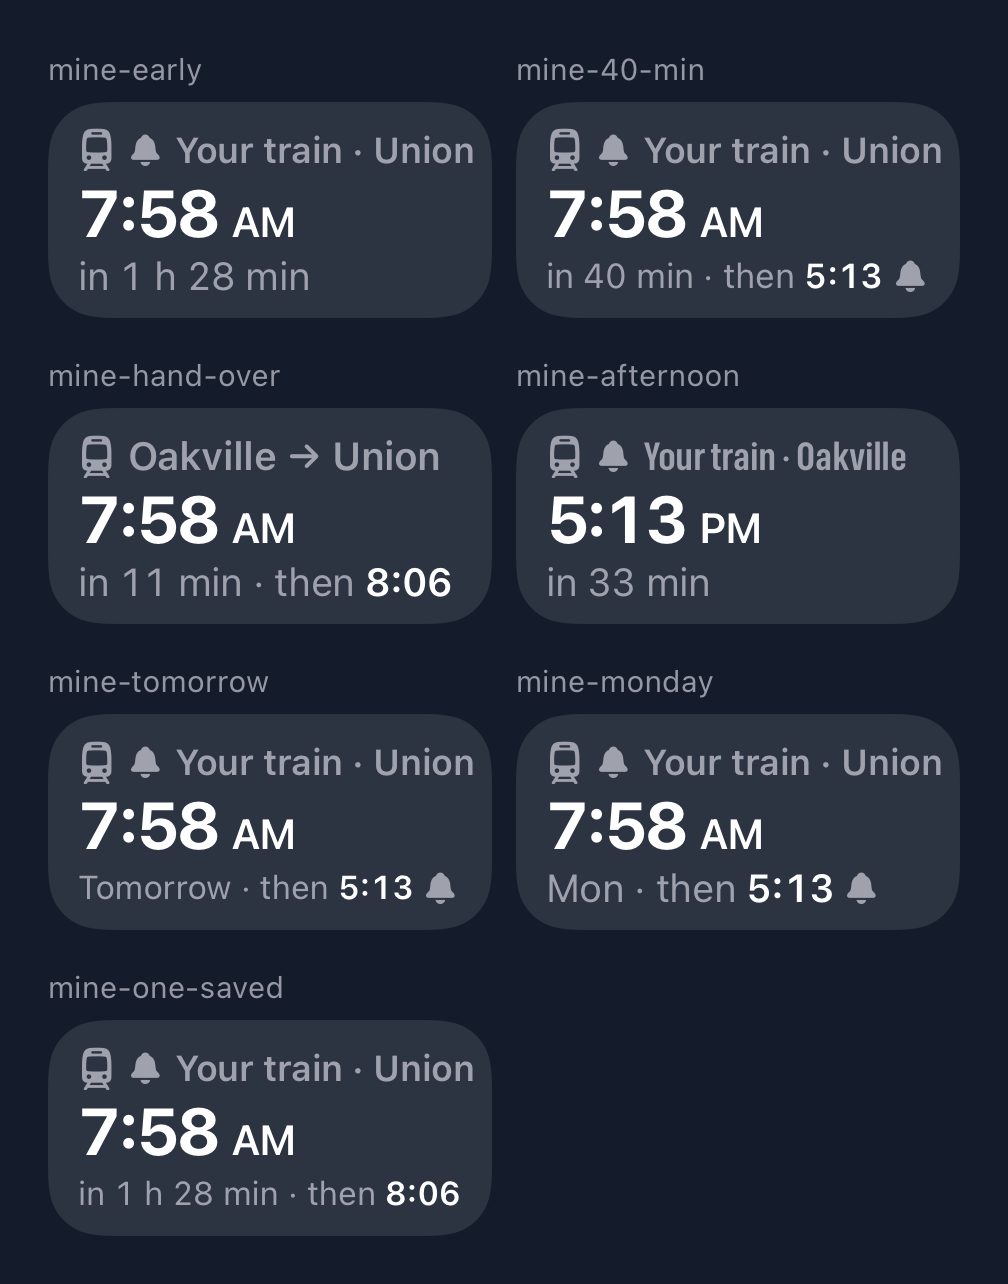 mine-early
Your train · Union
7:58 AM
in 1 h 28 min
mine-40-min
Your train · Union
7:58 AM
in 40 min · then 5:13
mine-hand-over
Oakville → Union
7:58 AM
in 11 min · then 8:06
mine-afternoon
Your train · Oakville
5:13 PM
in 33 min
mine-tomorrow
Your train · Union
7:58 AM
Tomorrow · then 5:13
mine-monday
Your train · Union
7:58 AM
Mon · then 5:13
mine-one-saved
Your train · Union
7:58 AM
in 1 h 28 min · then 8:06